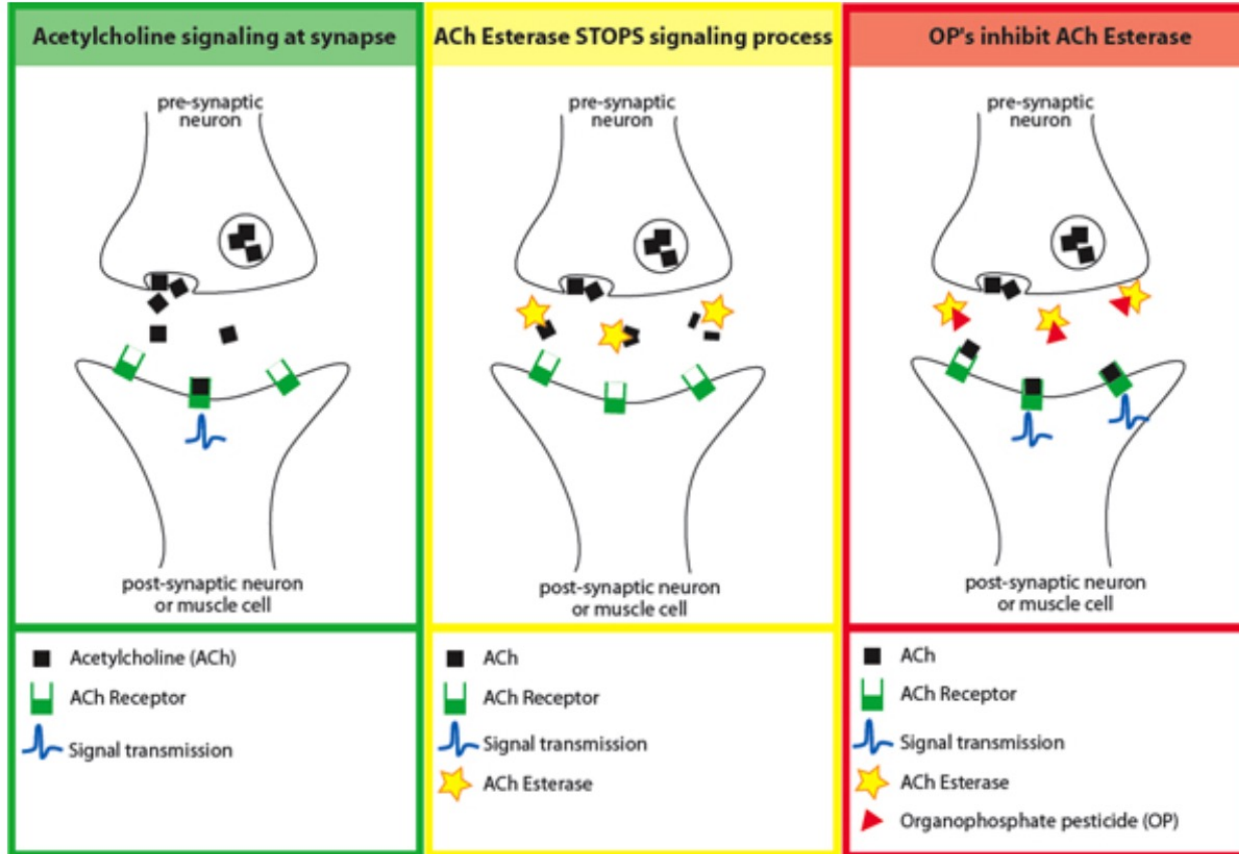 Acetylcholine signaling at synapse
pre-synaptic
neuron
post-synaptic neuron
or muscle cell
Acetylcholine (ACh)
ACh Receptor
Signal transmission
ACh Esterase STOPS signaling process
pre-synaptic
neuron
post-synaptic neuron
or muscle cell
ACh
ACh Receptor
Signal transmission
ACh Esterase
OP's inhibit ACh Esterase
pre-synaptic
neuron
post-synaptic neuron
or muscle cell
ACh
ACh Receptor
Signal transmission
ACh Esterase
Organophosphate pesticide (OP)